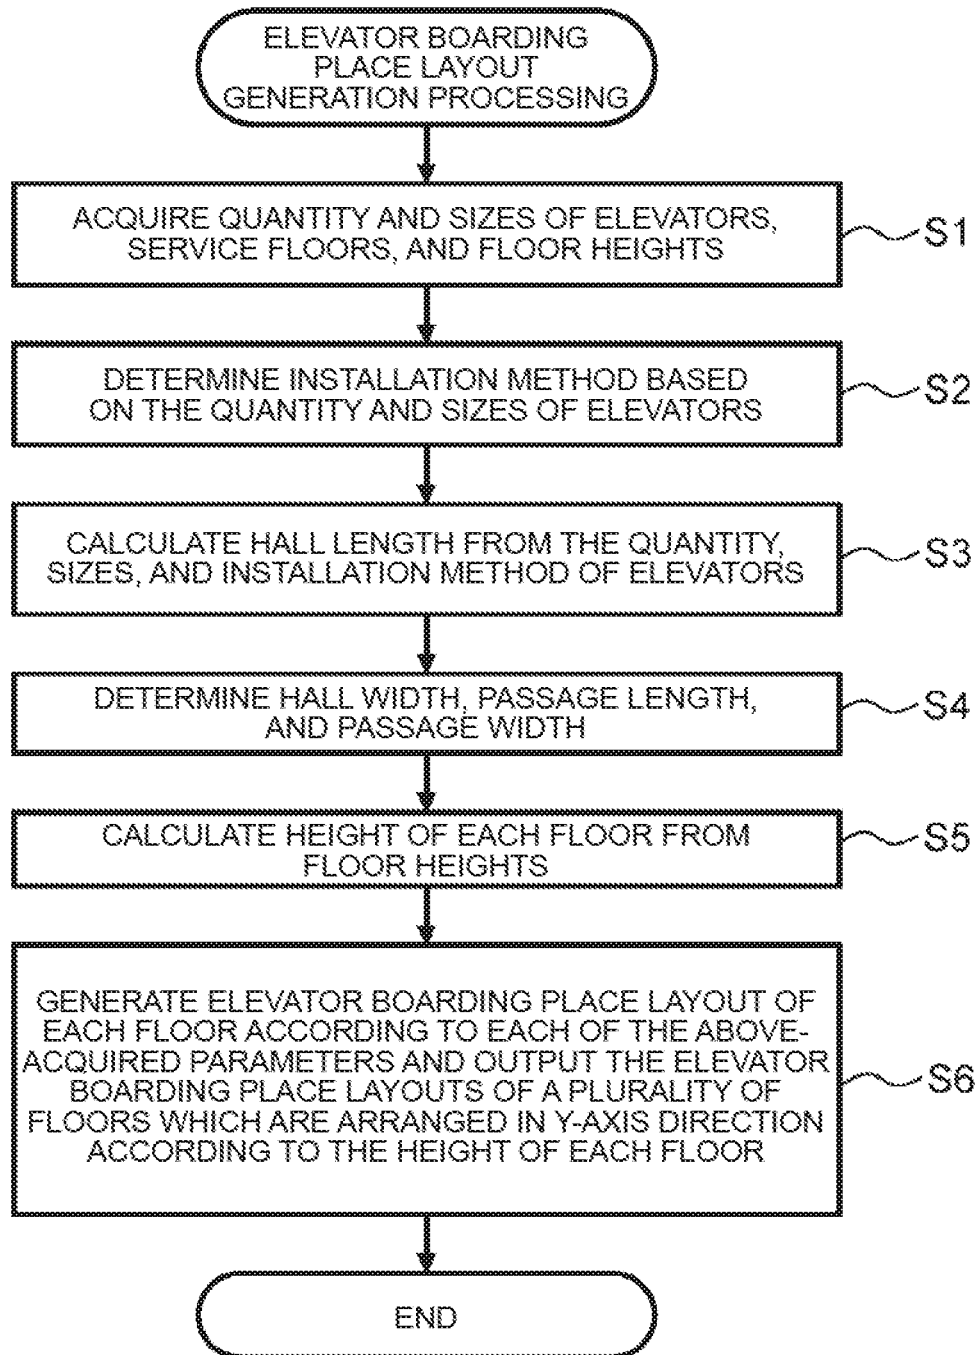 ELEVATOR BOARDING
PLACE LAYOUT
GENERATION PROCESSING
ACQUIRE QUANTITY AND SIZES OF ELEVATORS,
SERVICE FLOORS, AND FLOOR HEIGHTS
S1
DETERMINE INSTALLATION METHOD BASED
ON THE QUANTITY AND SIZES OF ELEVATORS
S2
CALCULATE HALL LENGTH FROM THE QUANTITY,
SIZES, AND INSTALLATION METHOD OF ELEVATORS
S3
DETERMINE HALL WIDTH, PASSAGE LENGTH,
AND PASSAGE WIDTH
S4
CALCULATE HEIGHT OF EACH FLOOR FROM
FLOOR HEIGHTS
S5
GENERATE ELEVATOR BOARDING PLACE LAYOUT OF
EACH FLOOR ACCORDING TO EACH OF THE ABOVE-
ACQUIRED PARAMETERS AND OUTPUT THE ELEVATOR
BOARDING PLACE LAYOUTS OF A PLURALITY OF
FLOORS WHICH ARE ARRANGED IN Y-AXIS DIRECTION
ACCORDING TO THE HEIGHT OF EACH FLOOR
S6
END